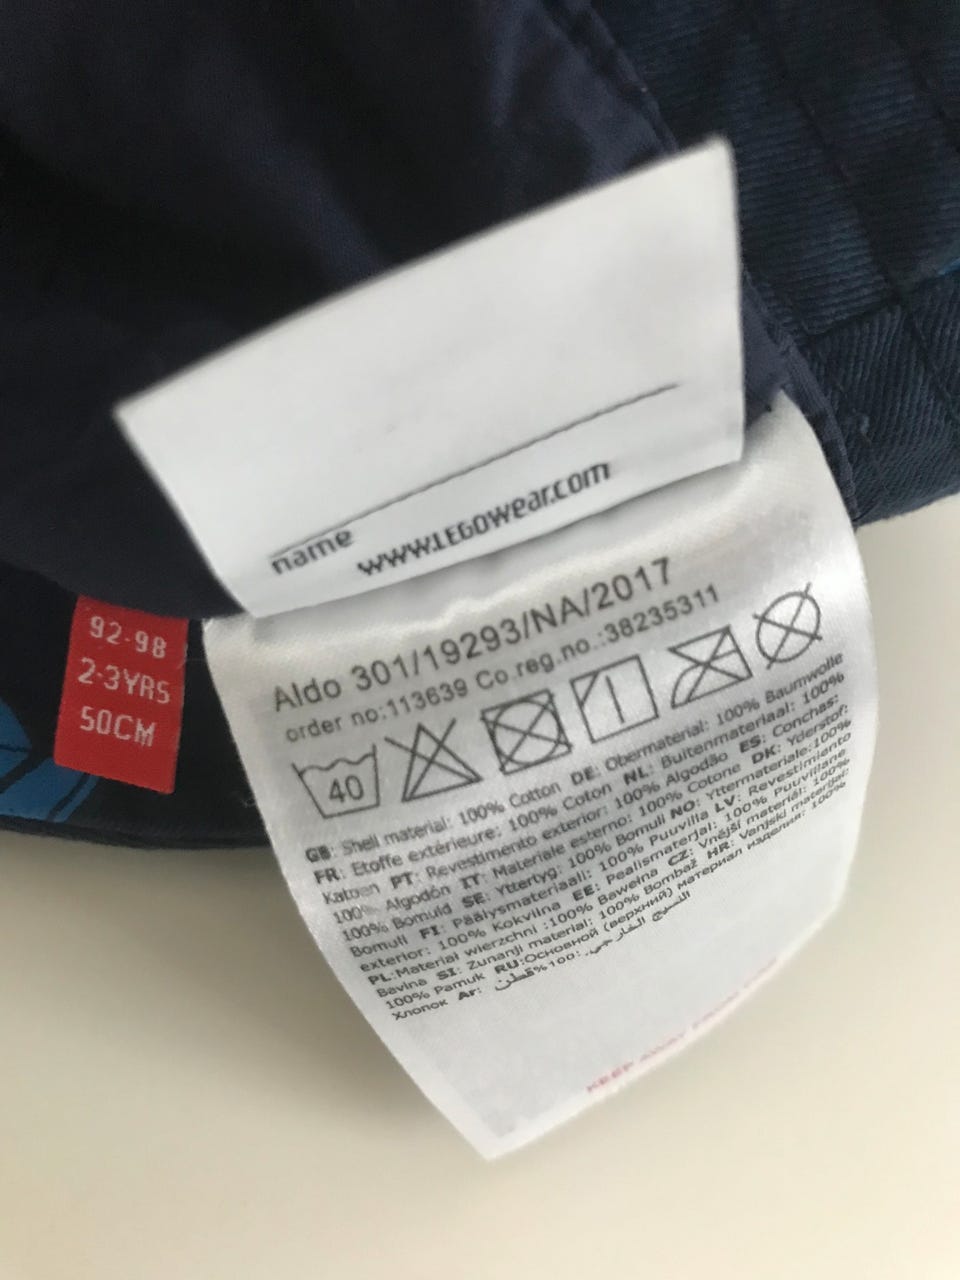 name
www.LEGOwear.com
92-98
2-3YRS
50CM
Aldo 301/19293/NA/2017
order no:113639 Co.reg.no.:38235311
40
GB: Shell material: 100% Cotton DE: Obermaterial: 100% Baumwolle
FR: Etoffe extérieure: 100% Coton NL: Buitenmateriaal: 100%
Katoen PT: Revestimento exterior: 100% Algodão ES: Conchas:
100% Algodón IT: Materiale esterno: 100% Cotone DK: Yderstof:
100% Bomuld SE: Yttertyg: 100% Bomull NO: Yttermateriale:100%
Bomull FI: Päälysmateriaali: 100% Puuvilla LV: Revestimiento
exterior: 100% Kokvilna EE: Pealismaterjal: 100% Puuvillane
PL:Materiał wierzchni :100% Bawełna CZ: Vnější materiál: 100%
Bavlna SI: Zunanji material: 100% Bombaž HR: Vanjski materijal:
100% Pamuk RU:Основной (верхний) материал изделия: 100%
Хлопок Ar: النسيج الخارجي: 100% قطن
KEEP AWAY